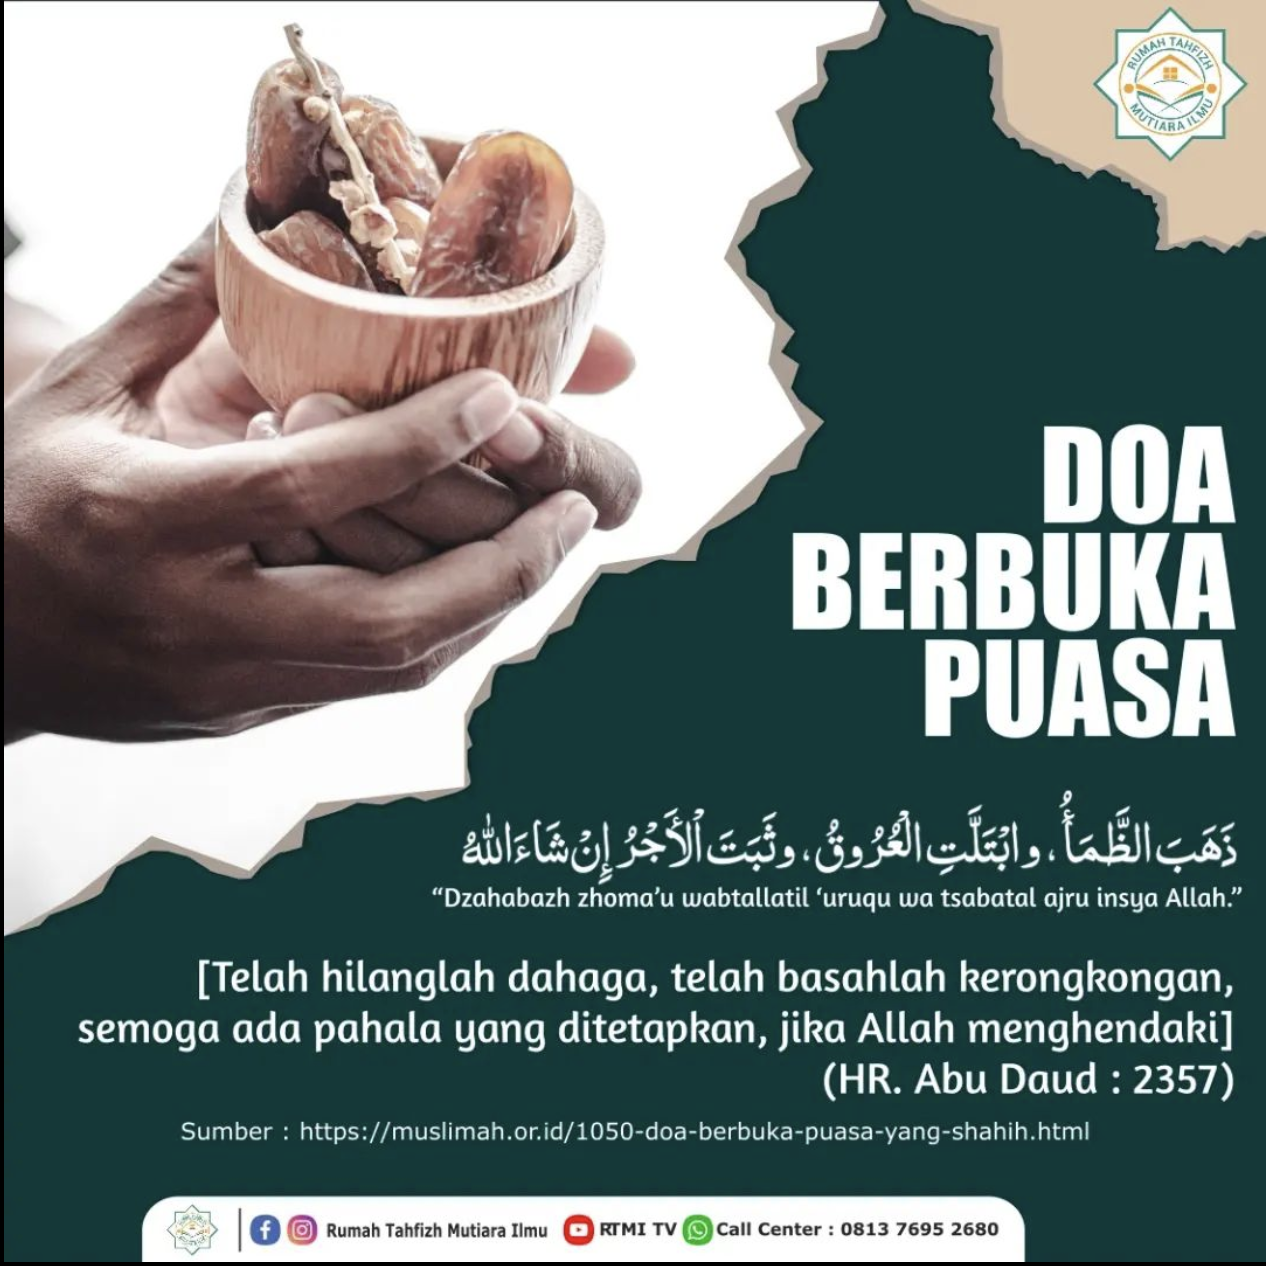 RUMAH TAHFIZH
MUTIARA ILMU
DOA
BERBUKA
PUASA
ذَهَبَ الظَّمَأُ، وابْتَلَّتِ الْعُرُوقُ، وثَبَتَ الْأَجْرُ إِنْ شَاءَ اللهُ
“Dzahabazh zhoma’u wabtallatil ‘uruqu wa tsabatal ajru insya Allah.”
[Telah hilanglah dahaga, telah basahlah kerongkongan,
semoga ada pahala yang ditetapkan, jika Allah menghendaki]
(HR. Abu Daud : 2357)
Sumber : https://muslimah.or.id/1050-doa-berbuka-puasa-yang-shahih.html
Rumah Tahfizh Mutiara Ilmu RTMI TV Call Center : 0813 7695 2680